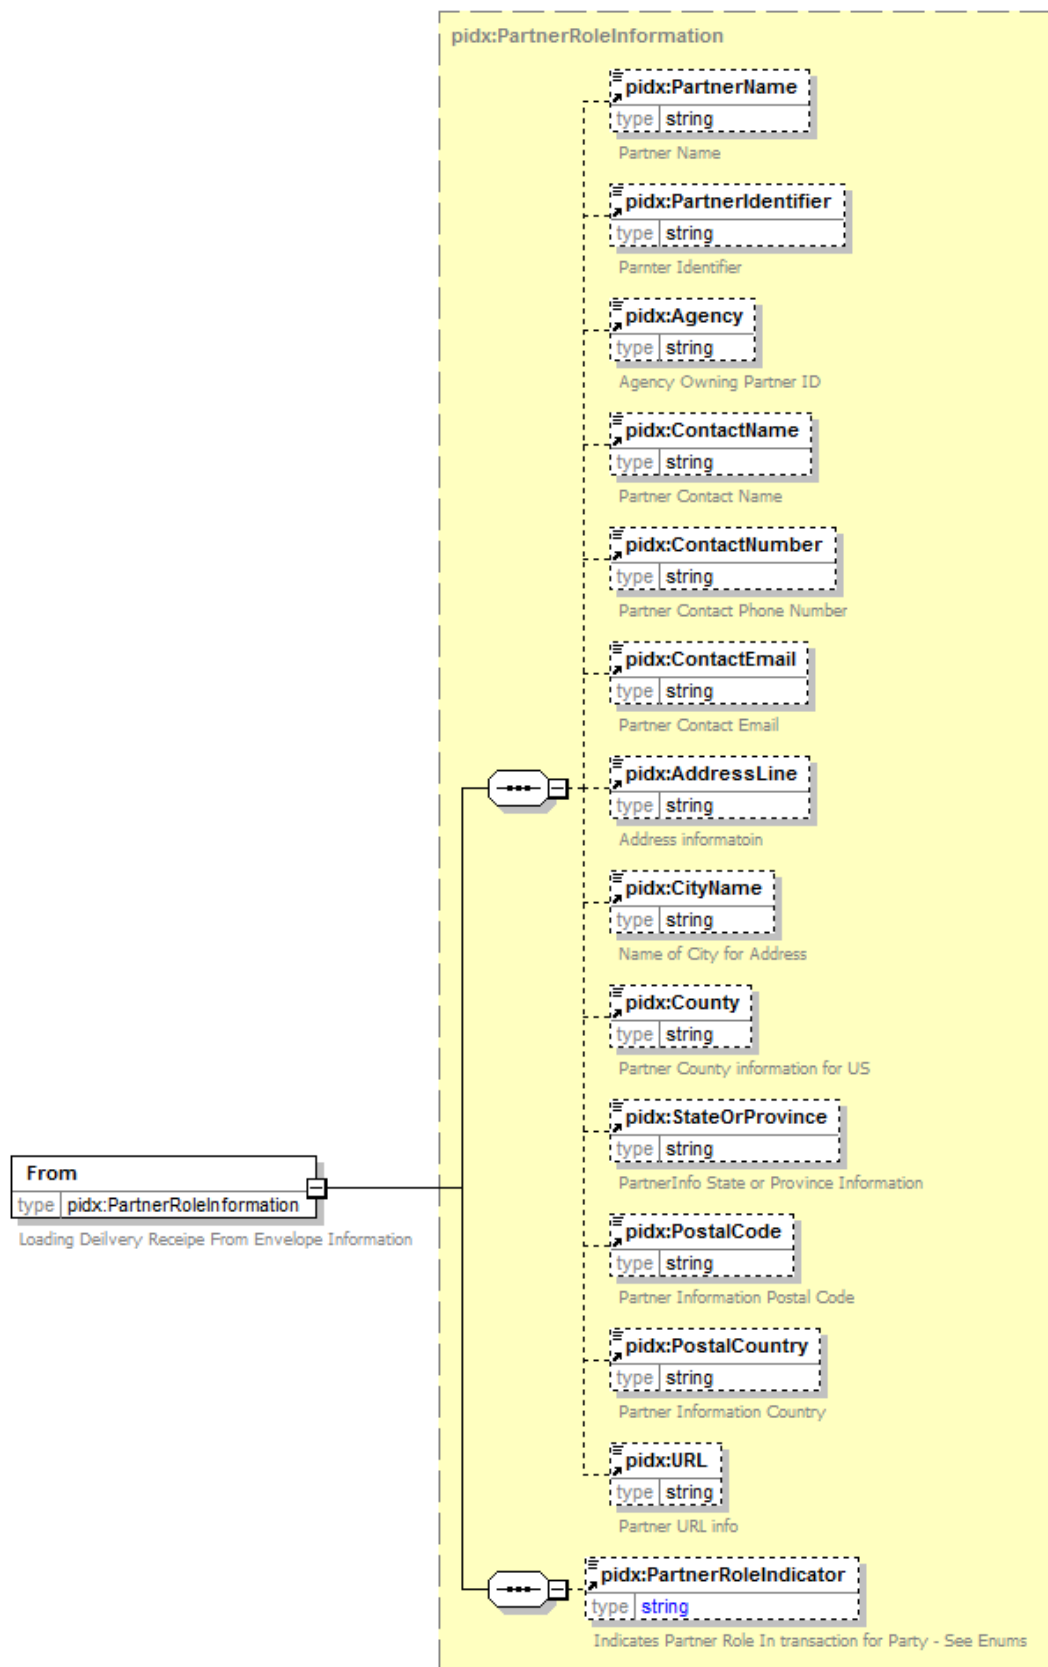 pidx:PartnerRoleInformation
pidx:PartnerName
type string
Partner Name
pidx:PartnerIdentifier
type string
Parnter Identifier
pidx:Agency
type string
Agency Owning Partner ID
pidx:ContactName
type string
Partner Contact Name
pidx:ContactNumber
type string
Partner Contact Phone Number
pidx:ContactEmail
type string
Partner Contact Email
pidx:AddressLine
type string
Address informatoin
pidx:CityName
type string
Name of City for Address
pidx:County
type string
Partner County information for US
pidx:StateOrProvince
type string
PartnerInfo State or Province Information
From
type pidx:PartnerRoleInformation
Loading Deilvery Receipe From Envelope Information
pidx:PostalCode
type string
Partner Information Postal Code
pidx:PostalCountry
type string
Partner Information Country
pidx:URL
type string
Partner URL info
pidx:PartnerRoleIndicator
type string
Indicates Partner Role In transaction for Party - See Enums